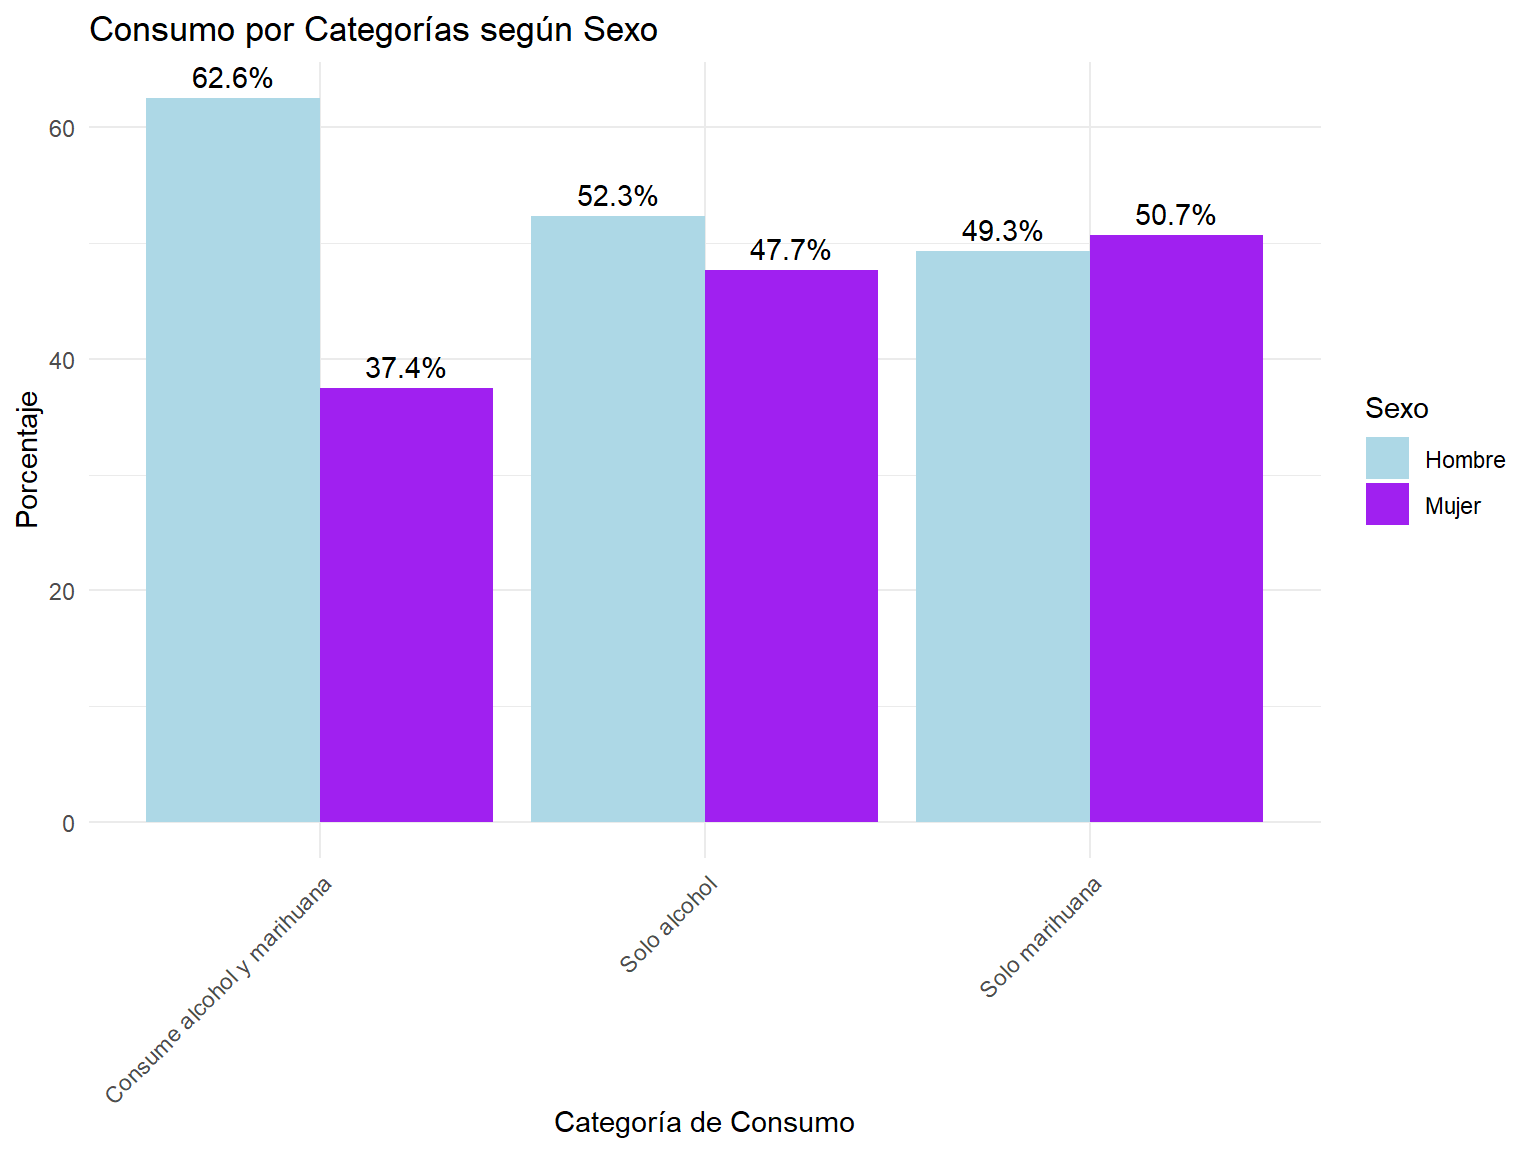 Consumo por Categorías según Sexo
62.6%
52.3%
50.7%
49.3%
47.7%
37.4%
60
40
20
0
Porcentaje
Sexo
Hombre
Mujer
Consume alcohol y marihuana
Solo alcohol
Solo marihuana
Categoría de Consumo